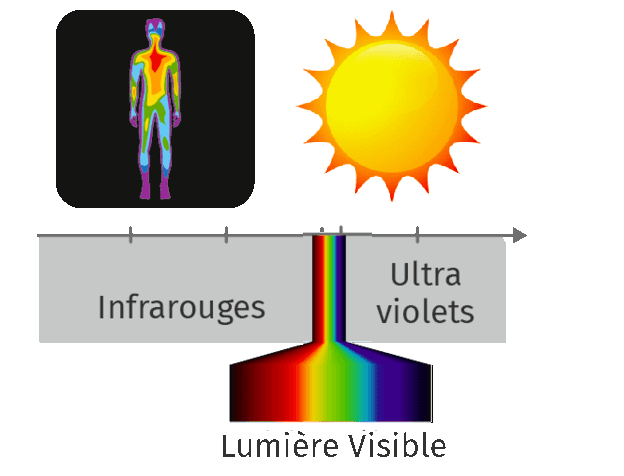 Infrarouges
Ultra
violets
Lumière Visible